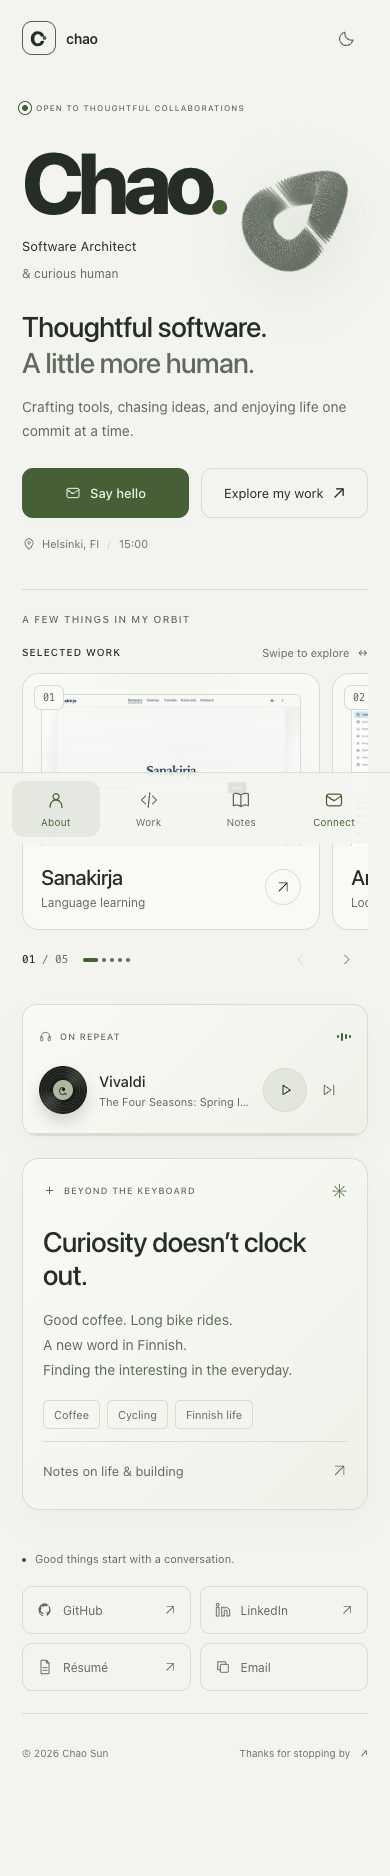 chao
OPEN TO THOUGHTFUL COLLABORATIONS
Chao.
Software Architect
& curious human
Thoughtful software.
A little more human.
Crafting tools, chasing ideas, and enjoying life one
commit at a time.
Say hello
Explore my work
Helsinki, FI / 15:00
A FEW THINGS IN MY ORBIT
SELECTED WORK
Swipe to explore
01
02
Sanakirja
About
Work
Notes
Connect
Sanakirja
Language learning
01 / 05
ON REPEAT
Vivaldi
The Four Seasons: Spring I...
BEYOND THE KEYBOARD
Curiosity doesn’t clock
out.
Good coffee. Long bike rides.
A new word in Finnish.
Finding the interesting in the everyday.
Coffee
Cycling
Finnish life
Notes on life & building
Good things start with a conversation.
GitHub
LinkedIn
Résumé
Email
© 2026 Chao Sun
Thanks for stopping by